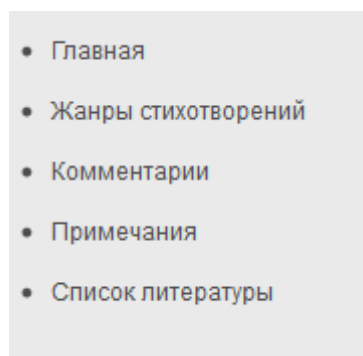 Главная
Жанры стихотворений
Комментарии
Примечания
Список литературы